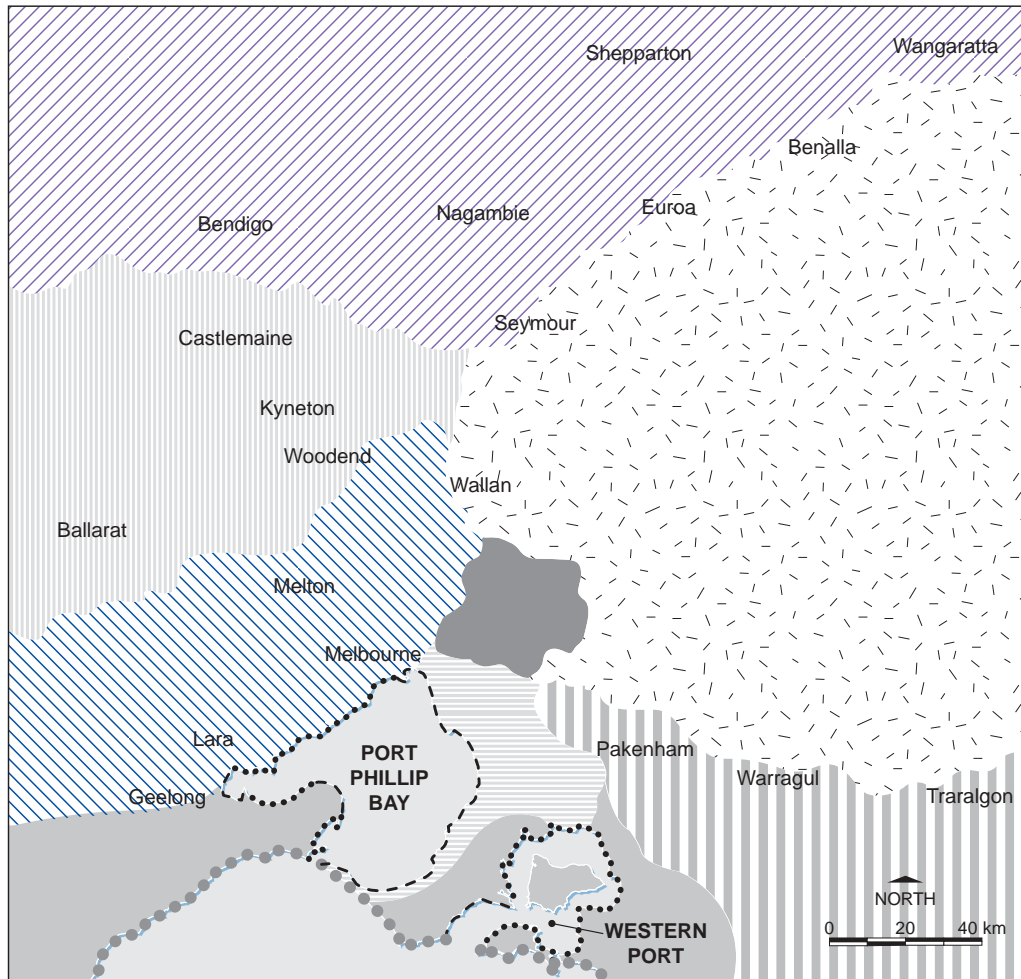 Wangaratta
Shepparton
Benalla
Euroa
Nagambie
Bendigo
Seymour
Castlemaine
Kyneton
Woodend
Wallan
Ballarat
Melton
Melbourne
Lara
PORT
PHILLIP
BAY
Pakenham
Warragul
Geelong
Traralgon
NORTH
WESTERN
PORT
0 20 40 km